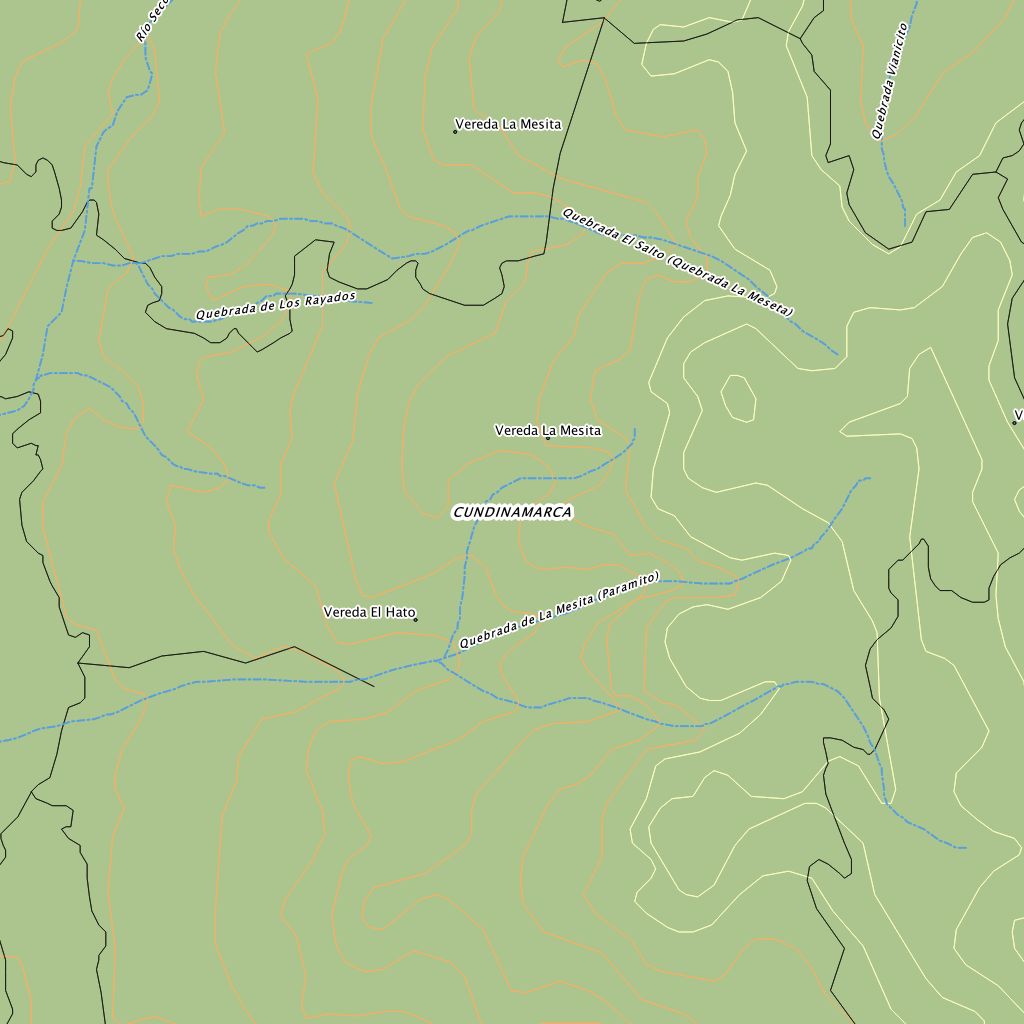 Río Seco
Quebrada Vianicito
Vereda La Mesita
Quebrada El Salto (Quebrada La Meseta)
Quebrada de Los Rayados
V
Vereda La Mesita
CUNDINAMARCA
Vereda El Hato
Quebrada de La Mesita (Paramito)